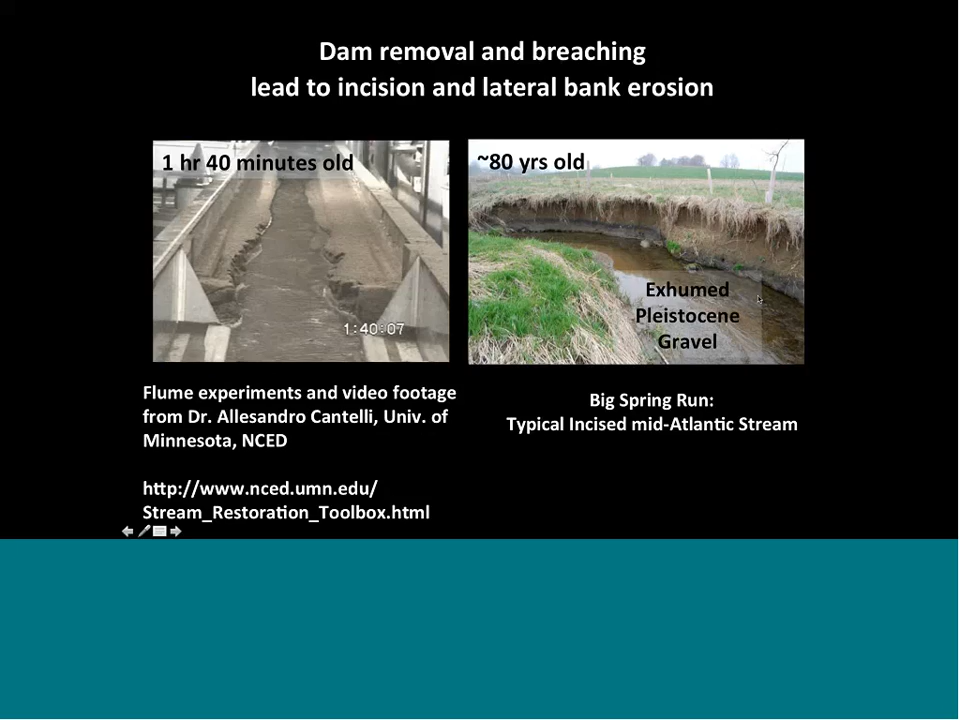 Dam removal and breaching
lead to incision and lateral bank erosion
1 hr 40 minutes old
~80 yrs old
1:40:07
Exhumed
Pleistocene
Gravel
Flume experiments and video footage
from Dr. Allesandro Cantelli, Univ. of
Minnesota, NCED
http://www.nced.umn.edu/
Stream_Restoration_Toolbox.html
Big Spring Run:
Typical Incised mid-Atlantic Stream